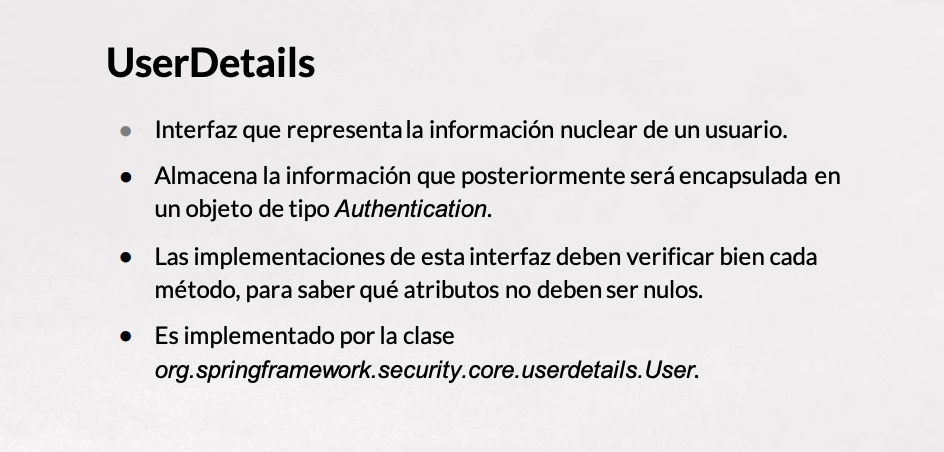 UserDetails
● Interfaz que representa la información nuclear de un usuario.
● Almacena la información que posteriormente será encapsulada en
un objeto de tipo Authentication.
● Las implementaciones de esta interfaz deben verificar bien cada
método, para saber qué atributos no deben ser nulos.
● Es implementado por la clase
org.springframework.security.core.userdetails.User.